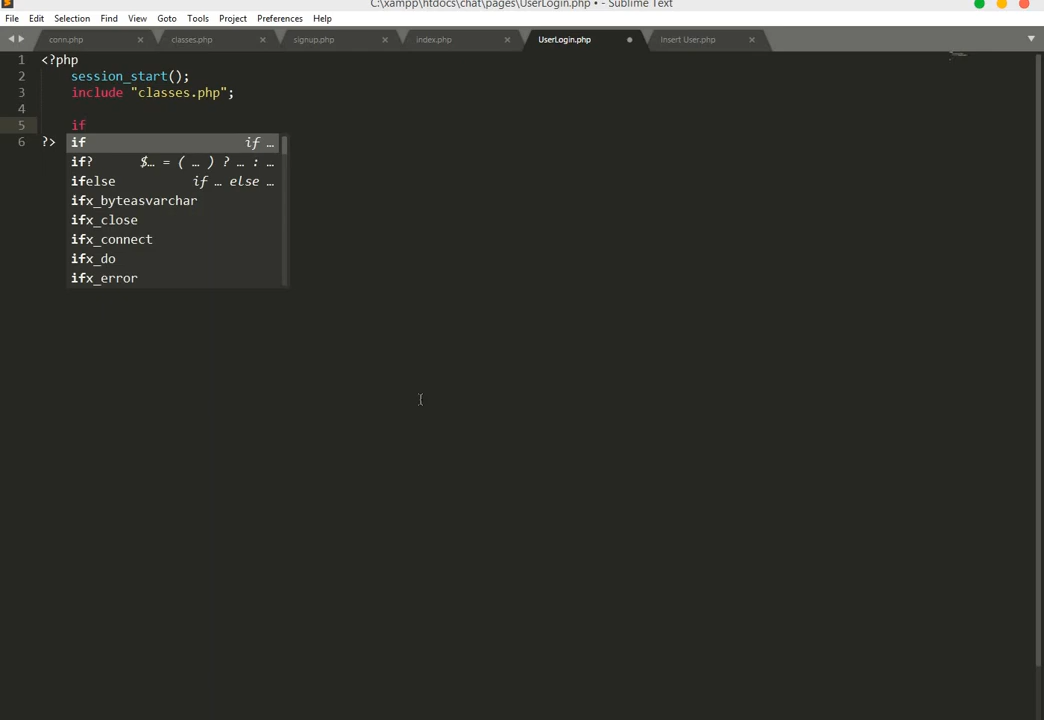 C:\xampp\htdocs\chat\pages\UserLogin.php • - Sublime Text
File Edit Selection Find View Goto Tools Project Preferences Help
conn.php classes.php signup.php index.php UserLogin.php Insert User.php
1 <?php
2 session_start();
3 include "classes.php";
4
5 if
6 ?>
if if …
if? $… = ( … ) ? … : …
ifelse if … else …
ifx_byteasvarchar
ifx_close
ifx_connect
ifx_do
ifx_error